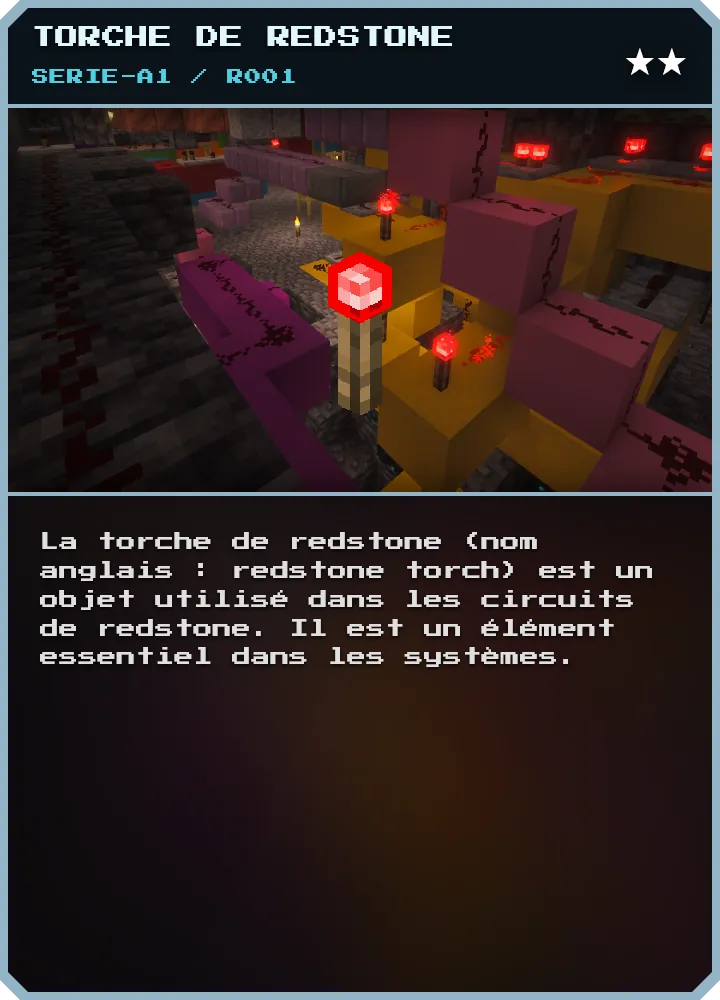 TORCHE DE REDSTONE
SERIE-A1 / R001
★★
La torche de redstone (nom
anglais : redstone torch) est un
objet utilisé dans les circuits
de redstone. Il est un élément
essentiel dans les systèmes.